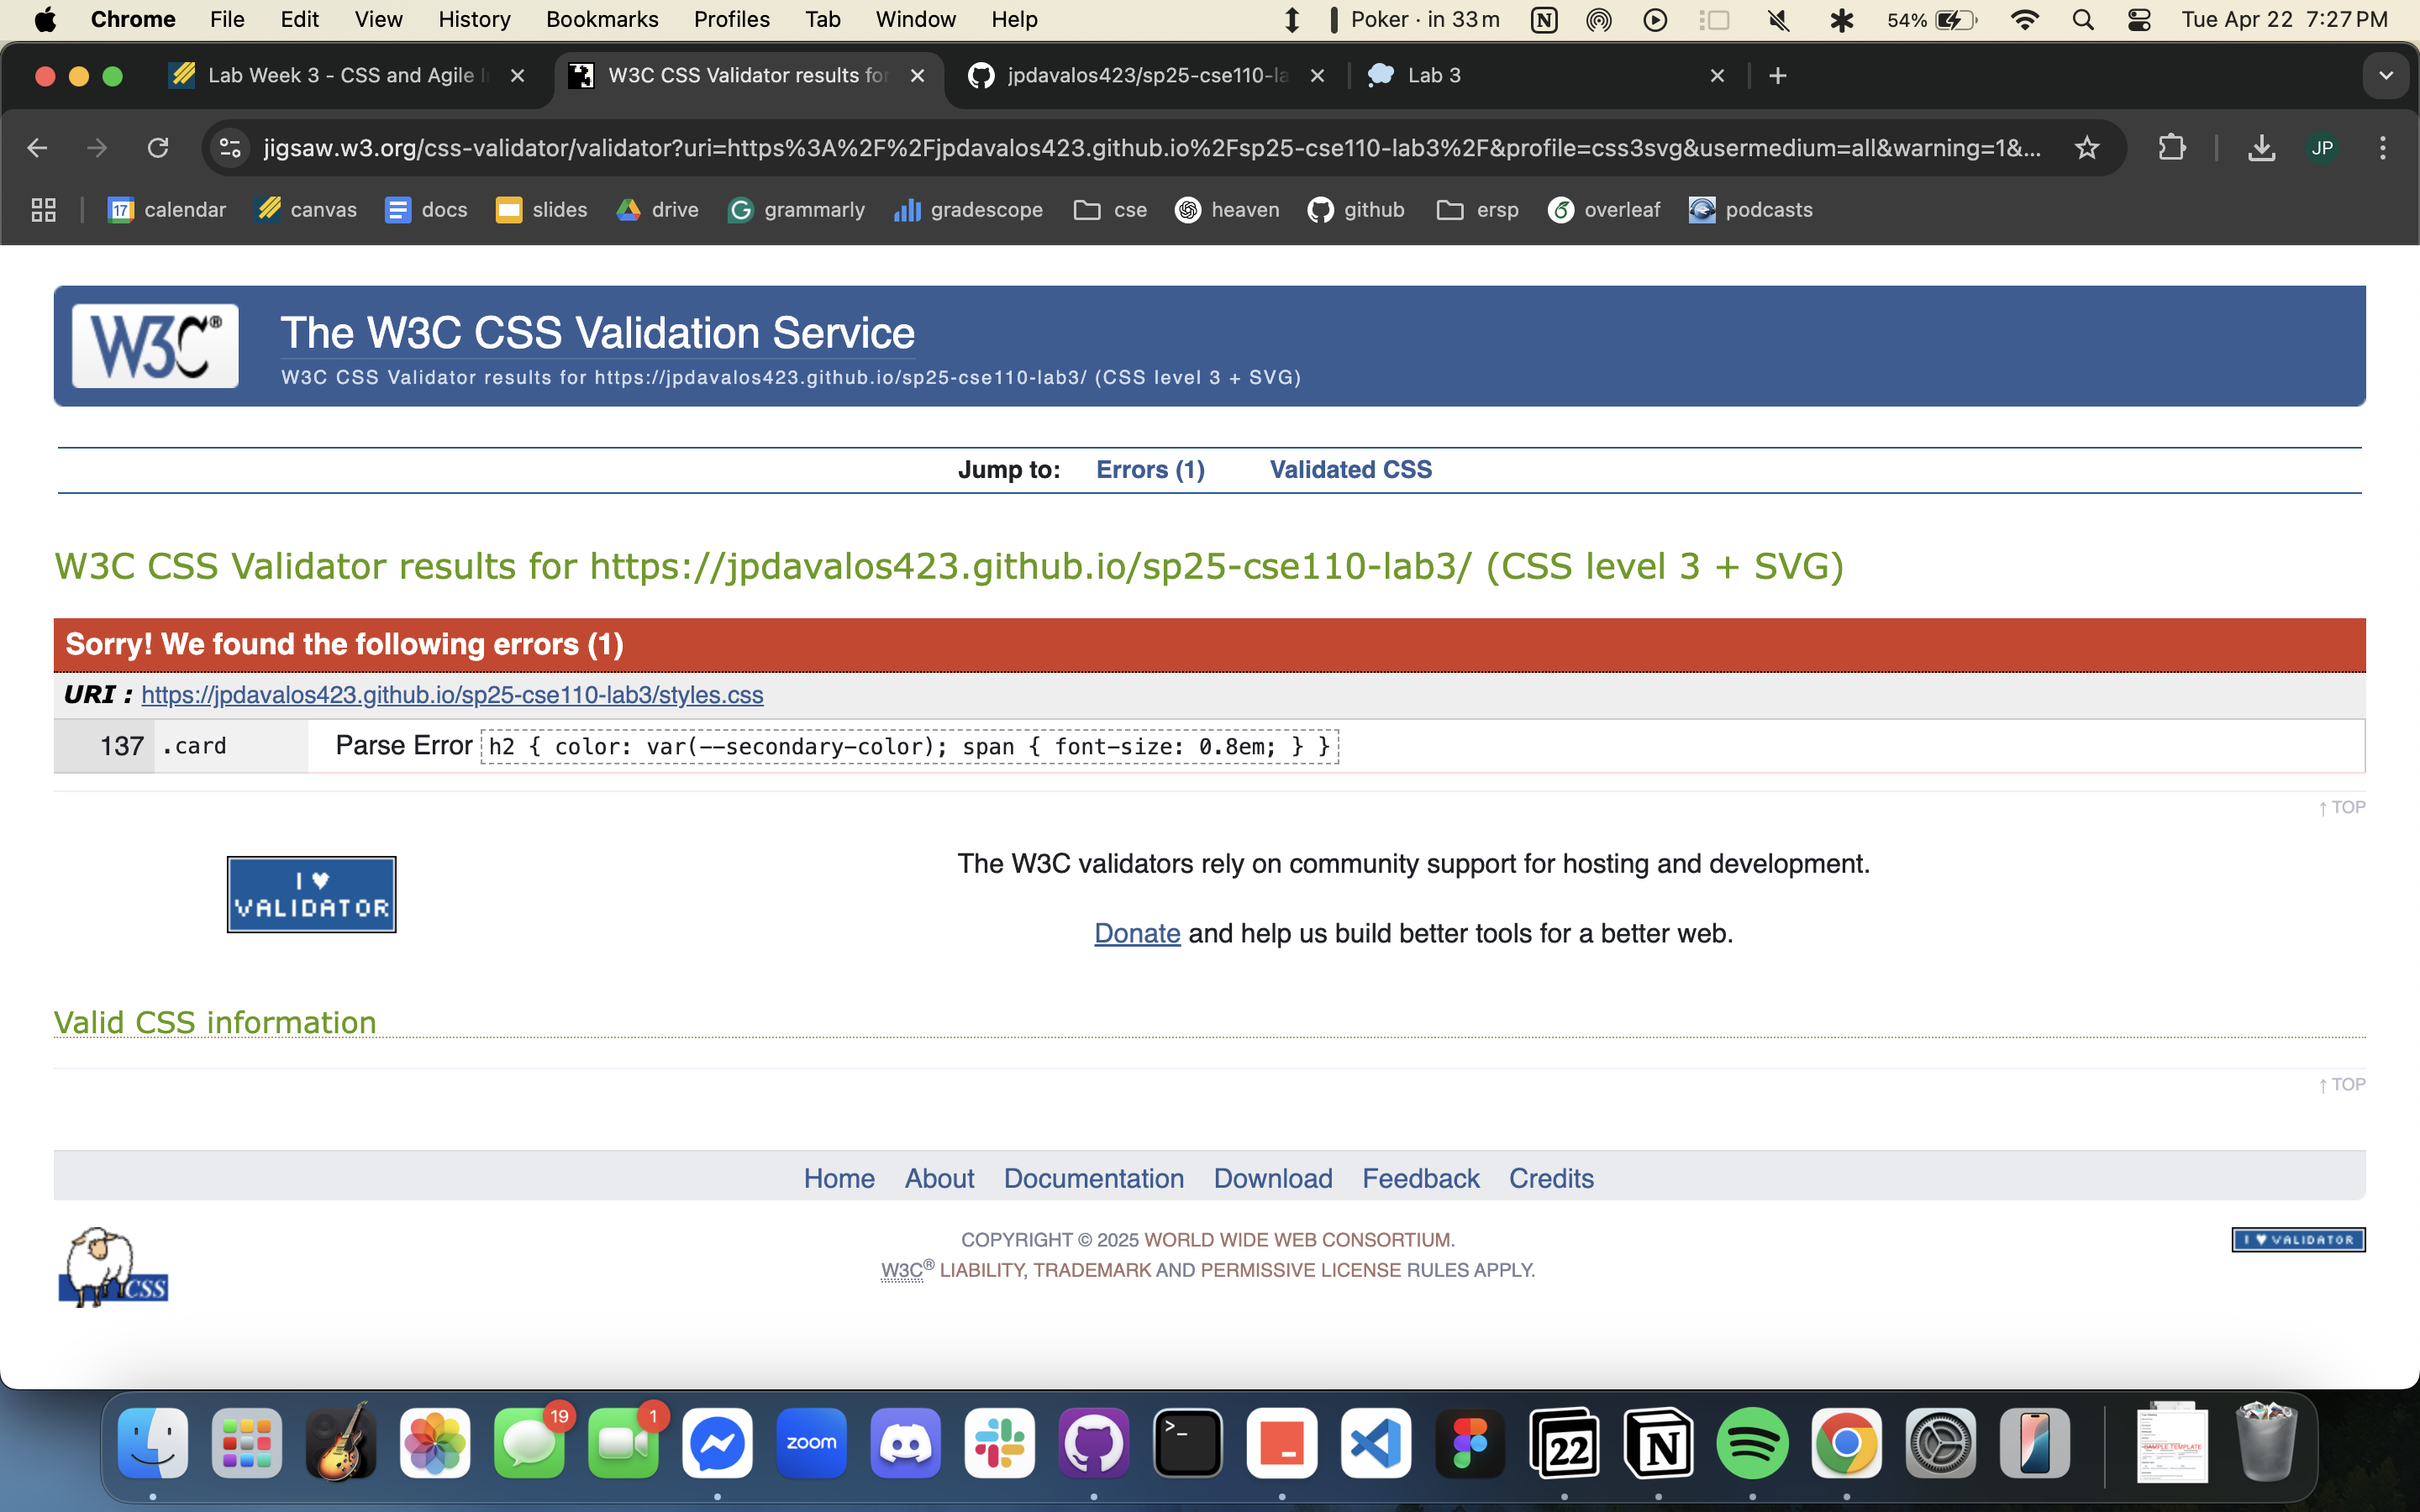 Chrome File Edit View History Bookmarks Profiles Tab Window Help Poker · in 33 m 54% Tue Apr 22 7:27 PM
Lab Week 3 - CSS and Agile W3C CSS Validator results for jpdavalos423/sp25-cse110-la Lab 3
jigsaw.w3.org/css-validator/validator?uri=https%3A%2F%2Fjpdavalos423.github.io%2Fsp25-cse110-lab3%2F&profile=css3svg&usermedium=all&warning=1&... JP
17 calendar canvas docs slides drive grammarly gradescope cse heaven github ersp overleaf podcasts
W3C® The W3C CSS Validation Service
W3C CSS Validator results for https://jpdavalos423.github.io/sp25-cse110-lab3/ (CSS level 3 + SVG)
Jump to: Errors (1) Validated CSS
W3C CSS Validator results for https://jpdavalos423.github.io/sp25-cse110-lab3/ (CSS level 3 + SVG)
Sorry! We found the following errors (1)
URI : https://jpdavalos423.github.io/sp25-cse110-lab3/styles.css
137 .card Parse Error h2 { color: var(--secondary-color); span { font-size: 0.8em; } }
↑ TOP
I ♥ VALIDATOR
The W3C validators rely on community support for hosting and development.
Donate and help us build better tools for a better web.
Valid CSS information
↑ TOP
Home About Documentation Download Feedback Credits
CSS
COPYRIGHT © 2025 WORLD WIDE WEB CONSORTIUM.
W3C® LIABILITY, TRADEMARK AND PERMISSIVE LICENSE RULES APPLY.
I ♥ VALIDATOR
19 1 zoom >_ 22 N SAMPLE TEMPLATE